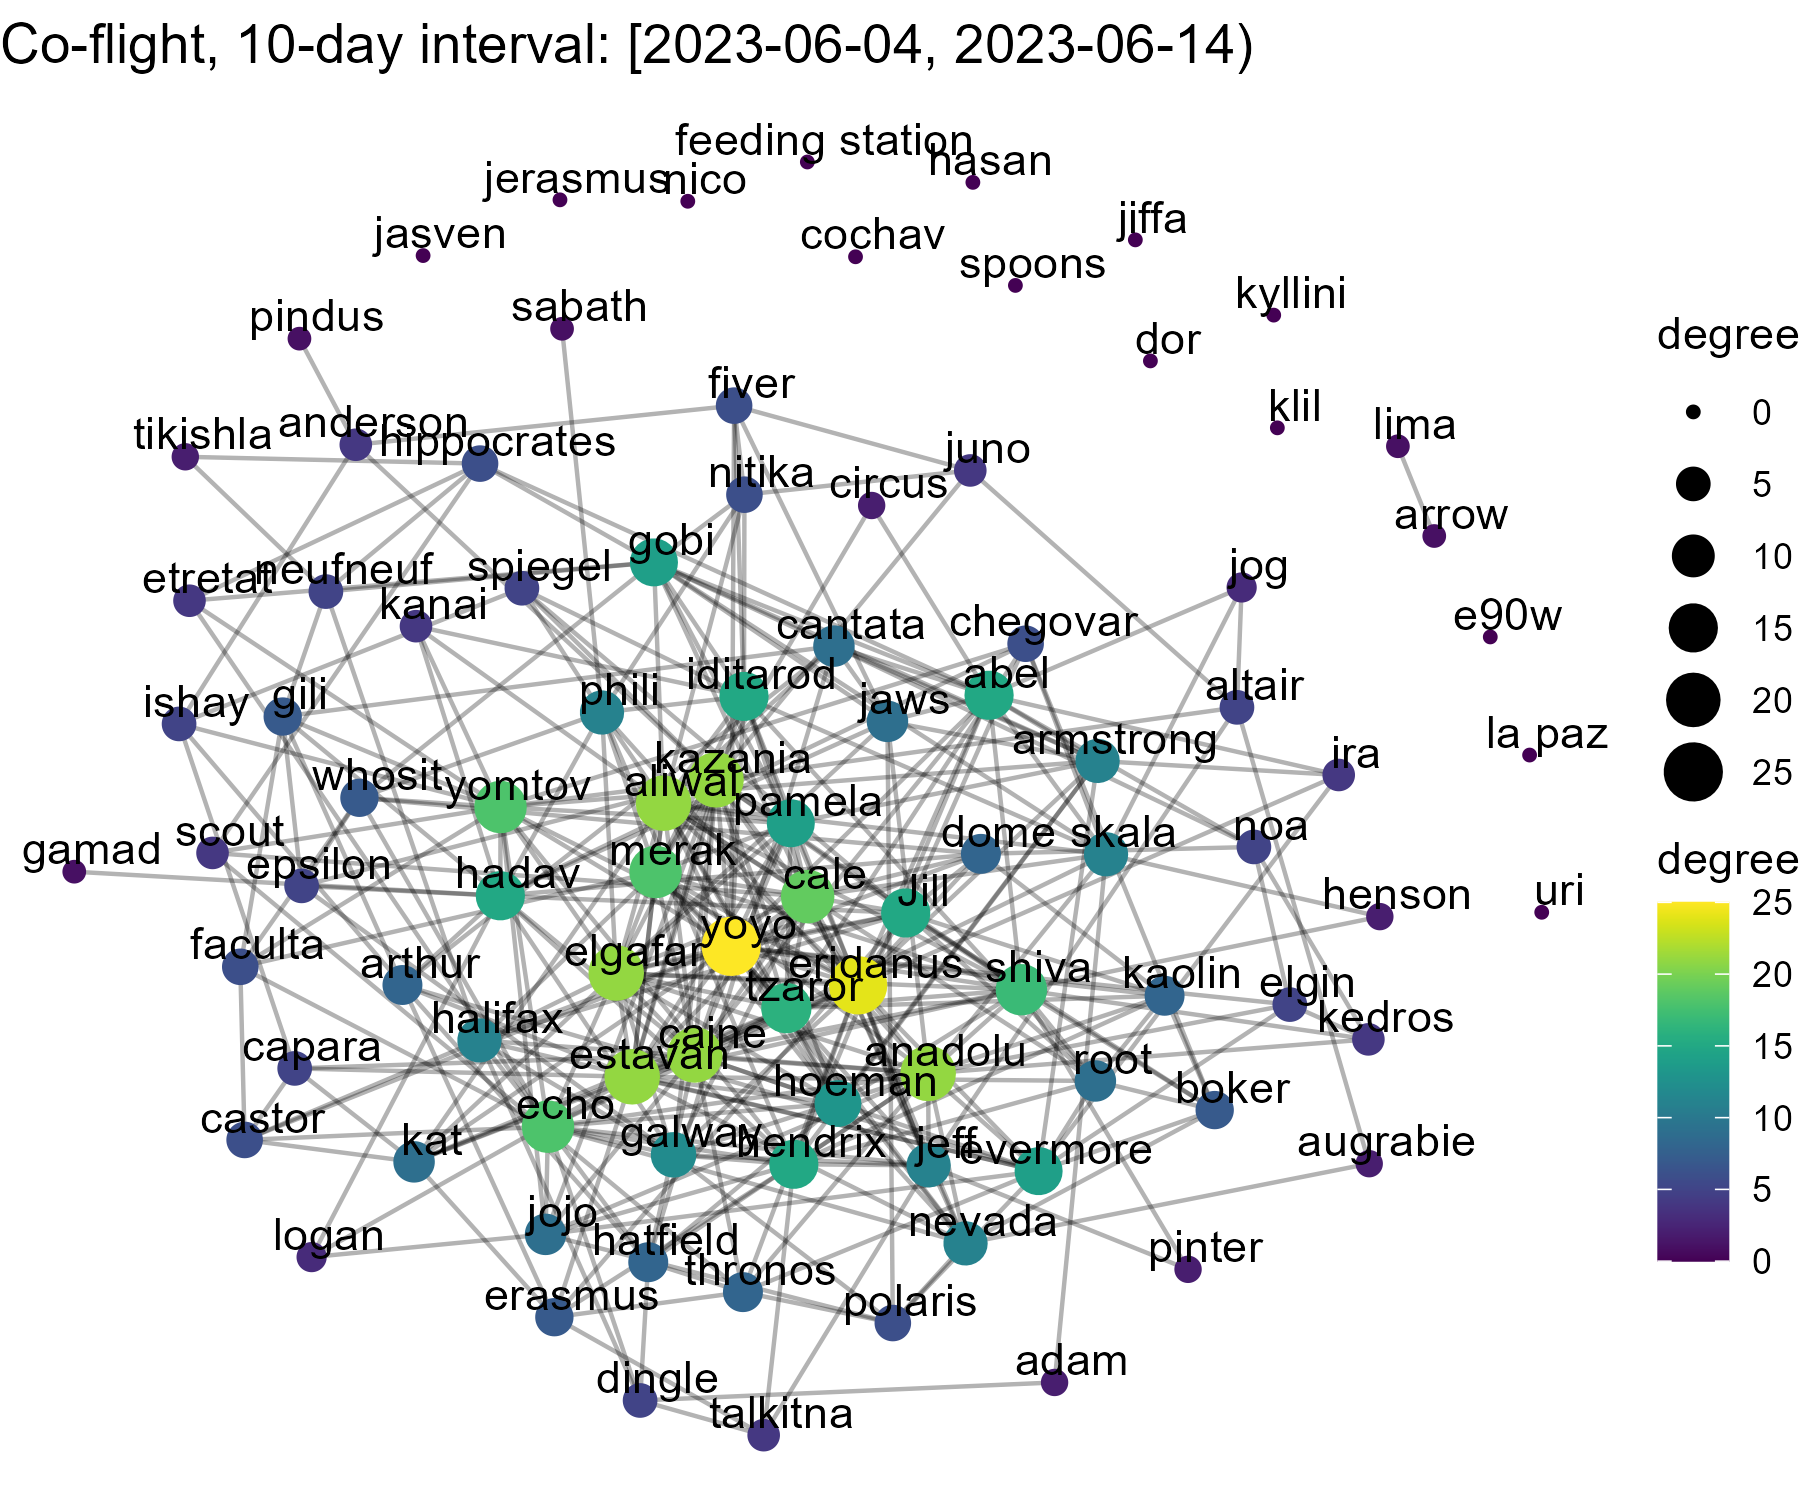 Co-flight, 10-day interval: [2023-06-04, 2023-06-14)
feeding station
hasan
jerasmus
nico
jiffa
jasven
cochav
spoons
kyllini
pindus
sabath
dor
fiver
klil
lima
tikishla
anderson
hippocrates
juno
nitika
circus
arrow
gobi
etretat
neufneuf
spiegel
jog
kanai
cantata
chegovar
e90w
ishay
gili
phili
iditarod
jaws
abel
altair
armstrong
la paz
ira
whosit
yomtov
kazania
aliwal
pamela
gamad
scout
epsilon
hadav
merak
cale
dome
skala
noa
Jill
henson
uri
faculta
arthur
elgafar
yoyo
eridanus
tzaror
shiva
kaolin
elgin
kedros
capara
halifax
estavan
caine
hoeman
anadolu
root
boker
castor
kat
echo
galway
hendrix
jeff
evermore
augrabie
logan
jojo
hatfield
thronos
nevada
pinter
erasmus
polaris
dingle
talkitna
adam
degree
0
5
10
15
20
25
degree
25
20
15
10
5
0